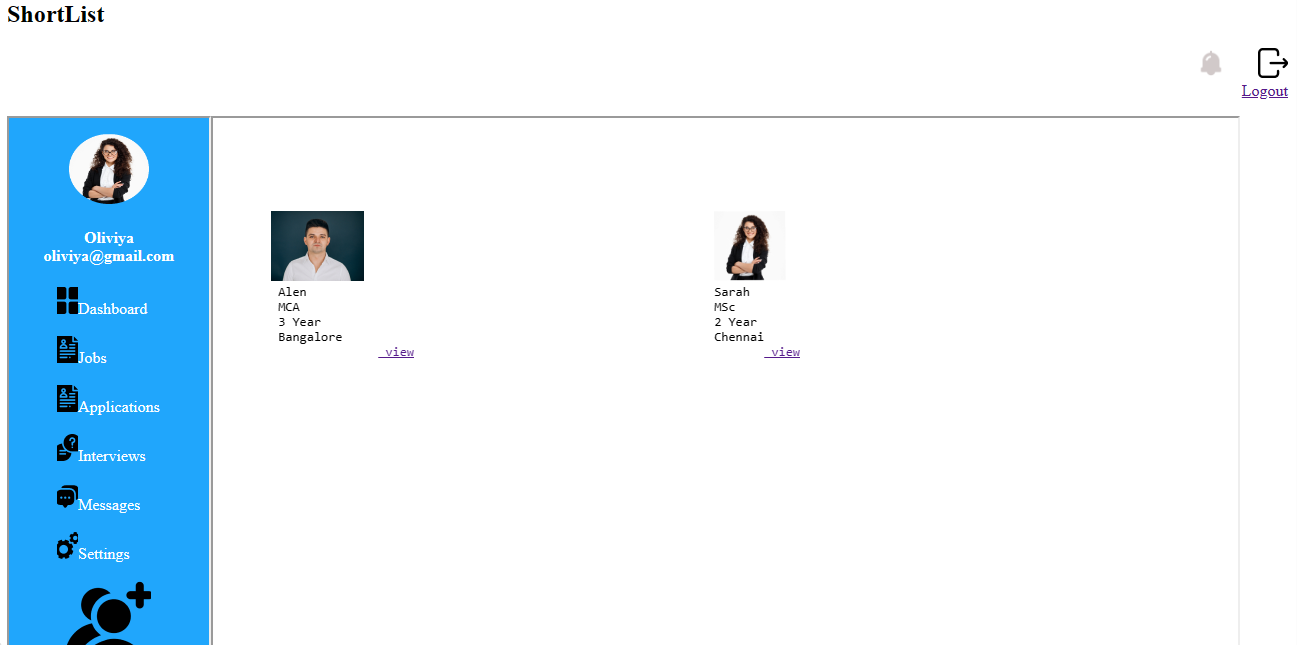 ShortList
Logout
Oliviya
oliviya@gmail.com
Dashboard
Jobs
Applications
Interviews
Messages
Settings
Alen
MCA
3 Year
Bangalore
view
Sarah
MSc
2 Year
Chennai
view